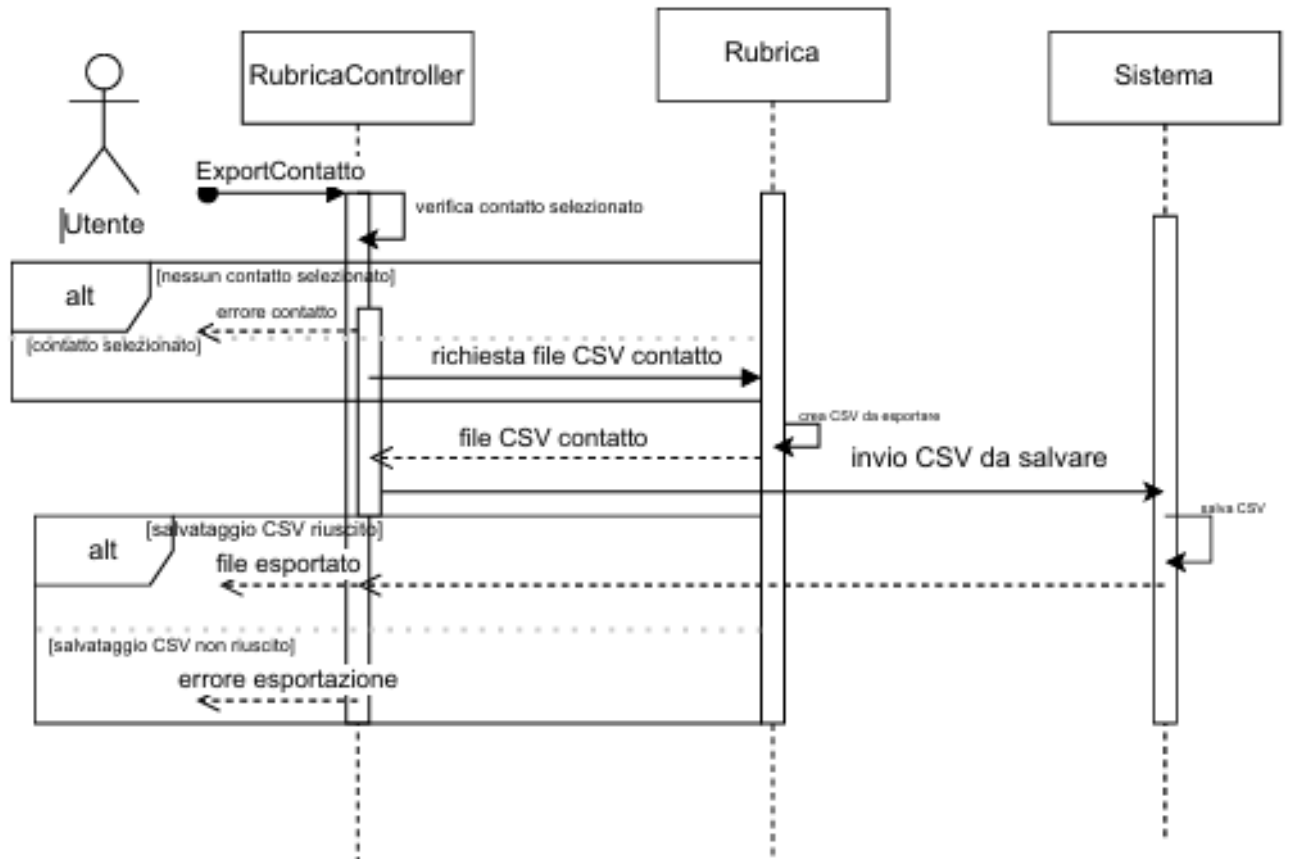 Rubrica
RubricaController
Sistema
ExportContatto
verifica contatto selezionato
Utente
[nessun contatto selezionato]
alt
errore contatto
[contatto selezionato]
richiesta file CSV contatto
crea CSV da esportare
file CSV contatto
invio CSV da salvare
salva CSV
[salvataggio CSV riuscito]
alt
file esportato
[salvataggio CSV non riuscito]
errore esportazione